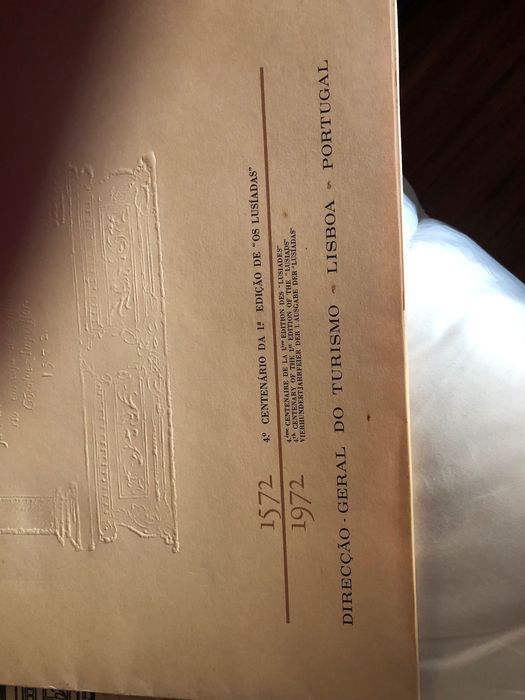 1572
1572
1972
4º CENTENÁRIO DA 1ª EDIÇÃO DE "OS LUSÍADAS"
4ème CENTENAIRE DE LA 1ère EDITION DES "LUSIADES"
4th CENTENARY OF THE 1st EDITION OF THE "LUSIADS"
VIERHUNDERTJAHRFEIER DER 1. AUSGABE DER "LUSIADAS"
DIRECÇÃO-GERAL DO TURISMO ~ LISBOA ~ PORTUGAL